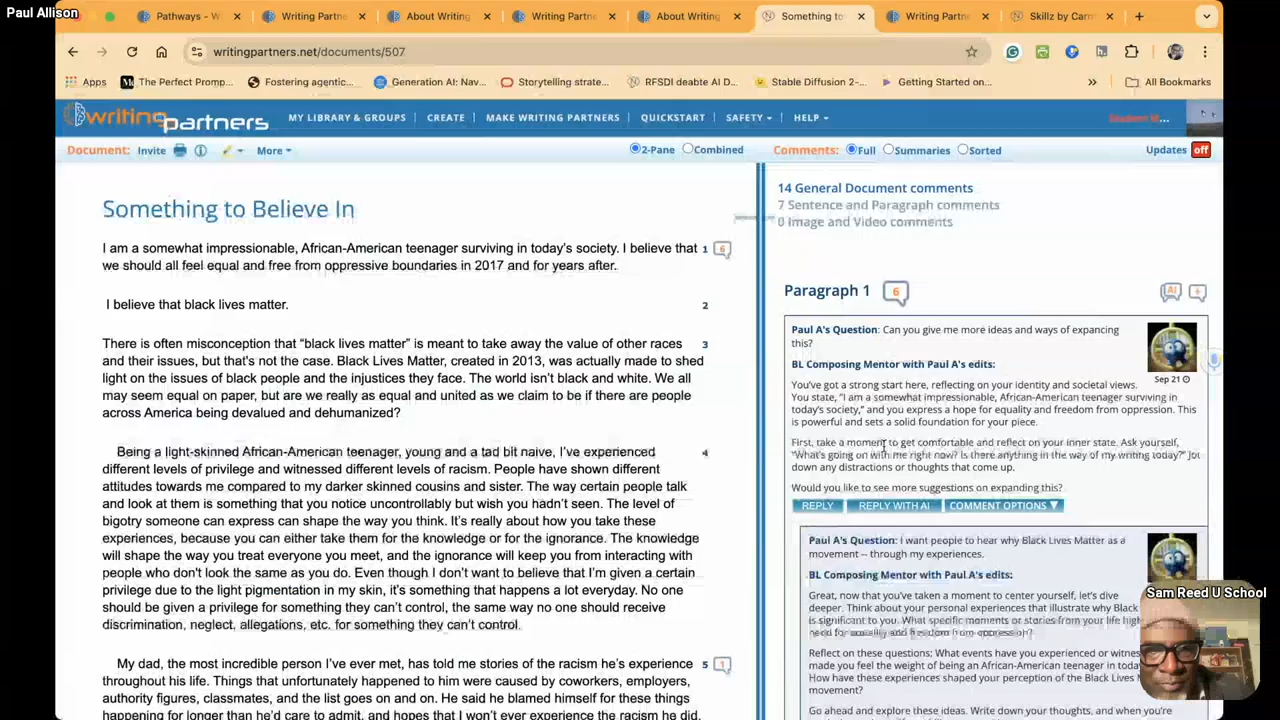 Paul Allison
Pathways - W
Writing Partne
About Writing
Writing Partne
About Writing
Something to
Writing Partn
Skillz by Carm
writingpartners.net/documents/507
Apps
The Perfect Promp...
Fostering agentic...
Generation AI: Nav...
Storytelling strate...
RFSDI deabte AI D...
Stable Diffusion 2-...
Getting Started on...
All Bookmarks
writing partners
MY LIBRARY & GROUPS
CREATE
MAKE WRITING PARTNERS
QUICKSTART
SAFETY
HELP
Document: Invite
More
2-Pane
Combined
Comments:
Full
Summaries
Sorted
Updates off
Something to Believe In
I am a somewhat impressionable, African-American teenager surviving in today's society. I believe that 1 6
we should all feel equal and free from oppressive boundaries in 2017 and for years after.
I believe that black lives matter. 2
There is often misconception that “black lives matter” is meant to take away the value of other races 3
and their issues, but that's not the case. Black Lives Matter, created in 2013, was actually made to shed
light on the issues of black people and the injustices they face. The world isn't black and white. We all
may seem equal on paper, but are we really as equal and united as we claim to be if there are people
across America being devalued and dehumanized?
Being a light-skinned African-American teenager, young and a tad bit naive, I've experienced 4
different levels of privilege and witnessed different levels of racism. People have shown different
attitudes towards me compared to my darker skinned cousins and sister. The way certain people talk
and look at them is something that you notice uncontrollably but wish you hadn't seen. The level of
bigotry someone can express can shape the way you think. It's really about how you take these
experiences, because you can either take them for the knowledge or for the ignorance. The knowledge
will shape the way you treat everyone you meet, and the ignorance will keep you from interacting with
people who don't look the same as you do. Even though I don't want to believe that I'm given a certain
privilege due to the light pigmentation in my skin, it's something that happens a lot everyday. No one
should be given a privilege for something they can't control, the same way no one should receive
discrimination, neglect, allegations, etc. for something they can't control.
My dad, the most incredible person I've ever met, has told me stories of the racism he's experience 5 1
throughout his life. Things that unfortunately happened to him were caused by coworkers, employers,
authority figures, classmates, and the list goes on and on. He said he blamed himself for these things
happening for longer than he'd care to admit, and hopes that I won't ever experience the racism he did.
14 General Document comments
7 Sentence and Paragraph comments
0 Image and Video comments
Paragraph 1 6
AI +
Paul A's Question: Can you give me more ideas and ways of expancing
this?
BL Composing Mentor with Paul A's edits:
Sep 21
You've got a strong start here, reflecting on your identity and societal views.
You state, "I am a somewhat impressionable, African-American teenager surviving in
today's society," and you express a hope for equality and freedom from oppression. This
is powerful and sets a solid foundation for your piece.
First, take a moment to get comfortable and reflect on your inner state. Ask yourself,
"What's going on with me right now? Is there anything in the way of my writing today?" Jot
down any distractions or thoughts that come up.
Would you like to see more suggestions on expanding this?
REPLY
REPLY WITH AI
COMMENT OPTIONS ▼
Paul A's Question: I want people to hear why Black Lives Matter as a
movement -- through my experiences.
BL Composing Mentor with Paul A's edits:
Great, now that you've taken a moment to center yourself, let's dive
deeper. Think about your personal experiences that illustrate why Black
is significant to you. What specific moments or stories from your life hig
need for equality and freedom from oppression?
Reflect on these questions: What events have you experienced or witnes
made you feel the weight of being an African-American teenager in toda
How have these experiences shaped your perception of the Black Lives M
movement?
Go ahead and explore these ideas. Write down your thoughts, and when you're
Sam Reed U School